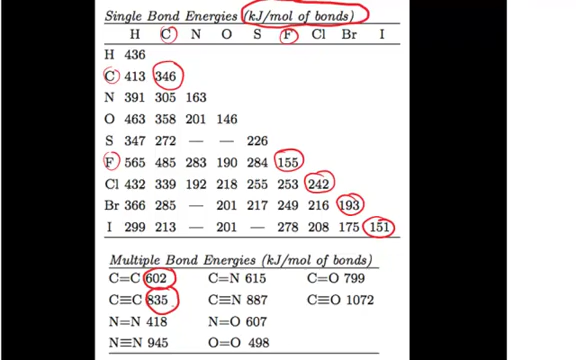 Single Bond Energies (kJ/mol of bonds)
H C N O S F Cl Br I
H 436
C 413 346
N 391 305 163
O 463 358 201 146
S 347 272 — — 226
F 565 485 283 190 284 155
Cl 432 339 192 218 255 253 242
Br 366 285 — 201 217 249 216 193
I 299 213 — 201 — 278 208 175 151
Multiple Bond Energies (kJ/mol of bonds)
C=C 602 C=N 615 C=O 799
C≡C 835 C≡N 887 C≡O 1072
N=N 418 N=O 607
N≡N 945 O=O 498